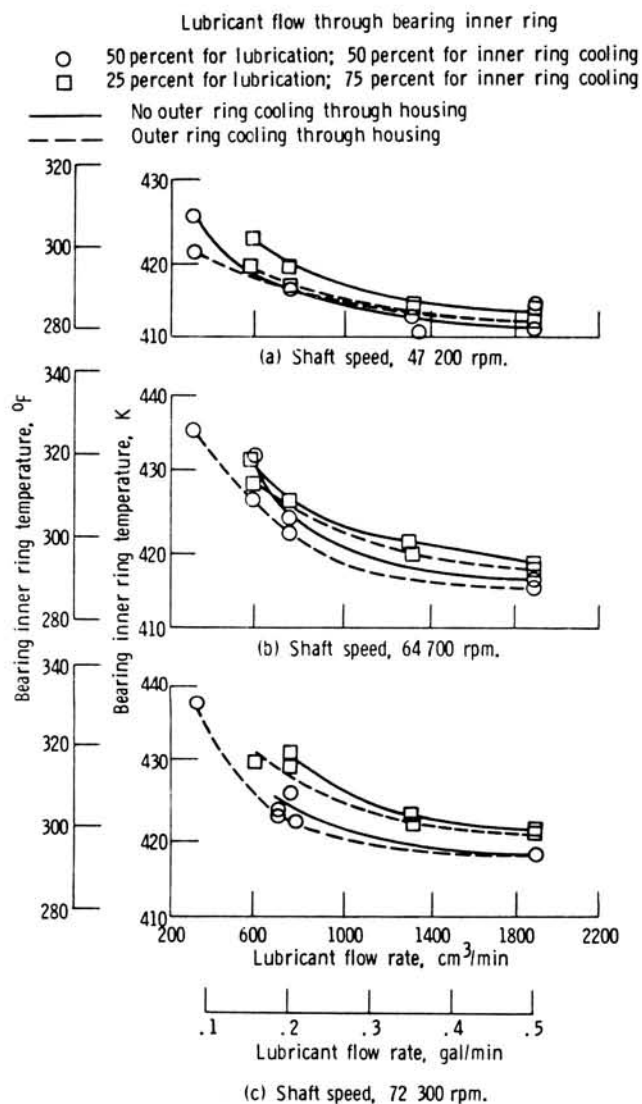 Lubricant flow through bearing inner ring
50 percent for lubrication; 50 percent for inner ring cooling
25 percent for lubrication; 75 percent for inner ring cooling
No outer ring cooling through housing
Outer ring cooling through housing
320
300
280
430
420
410
(a) Shaft speed, 47 200 rpm.
Bearing inner ring temperature, °F
Bearing inner ring temperature, K
340
320
300
280
440
430
420
410
(b) Shaft speed, 64 700 rpm.
340
320
300
280
440
430
420
410
200 600 1000 1400 1800 2200
Lubricant flow rate, cm³/min
.1 .2 .3 .4 .5
Lubricant flow rate, gal/min
(c) Shaft speed, 72 300 rpm.